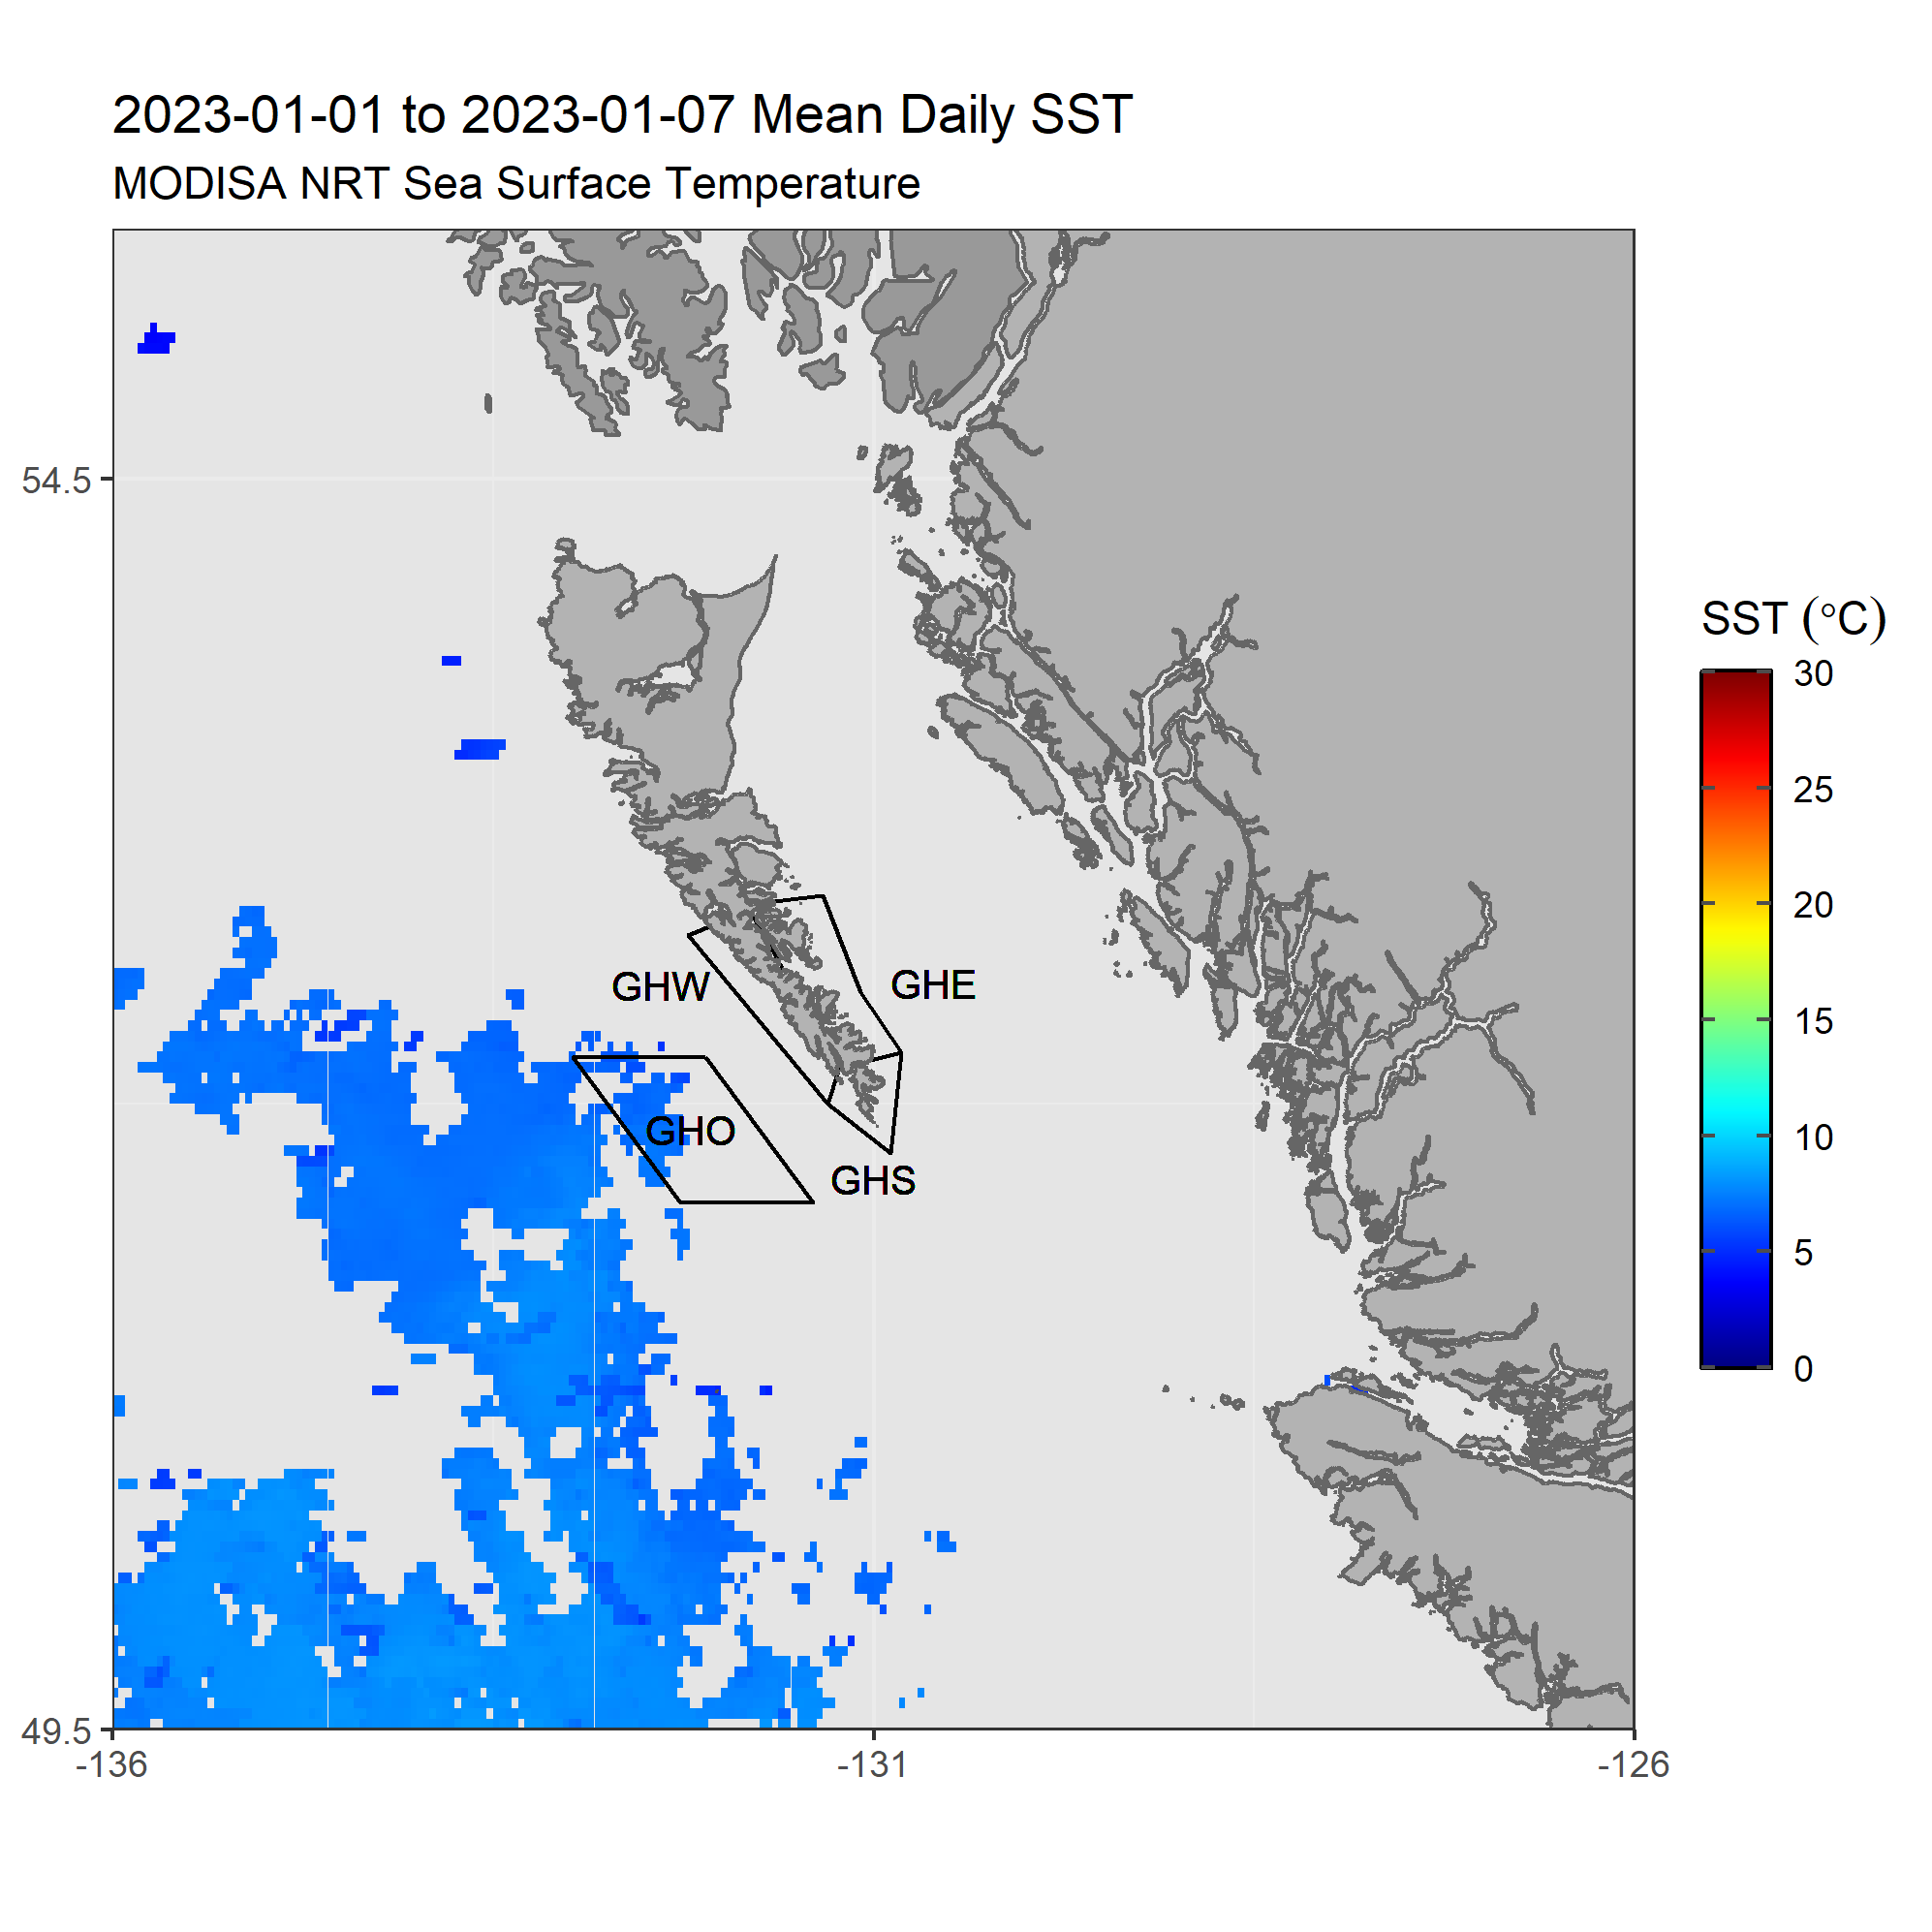 2023-01-01 to 2023-01-07 Mean Daily SST
MODISA NRT Sea Surface Temperature
54.5
49.5
-136
-131
-126
GHW
GHE
GHO
GHS
SST (°C)
30
25
20
15
10
5
0